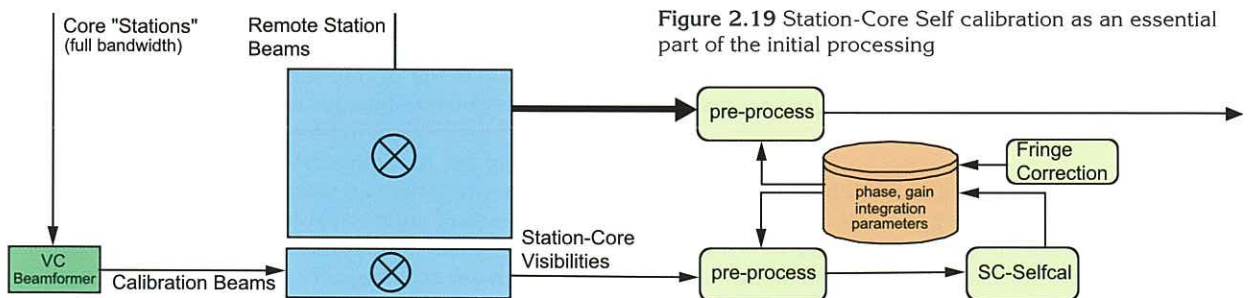 Core "Stations"
(full bandwidth)
Remote Station
Beams
Figure 2.19 Station-Core Self calibration as an essential
part of the initial processing
pre-process
Fringe
Correction
phase, gain
integration
parameters
VC
Beamformer
Calibration Beams
Station-Core
Visibilities
pre-process
SC-Selfcal